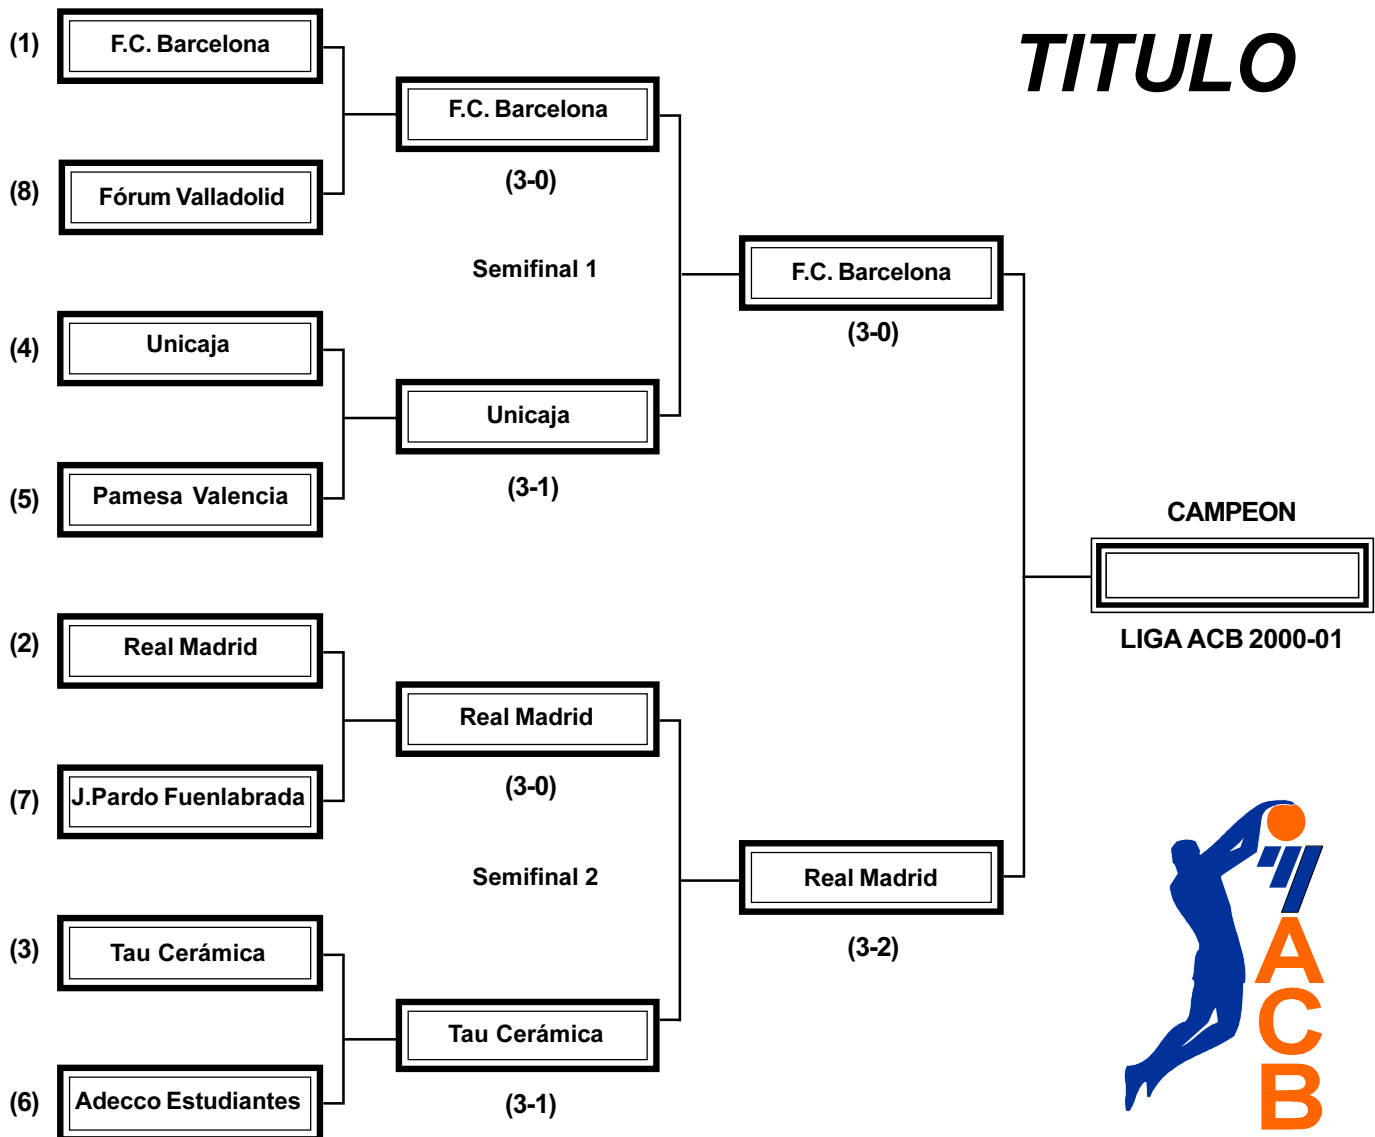 TITULO
(1)
F.C. Barcelona
F.C. Barcelona
(3-0)
(8)
Fórum Valladolid
Semifinal 1
F.C. Barcelona
(3-0)
(4)
Unicaja
Unicaja
(3-1)
(5)
Pamesa Valencia
CAMPEON
LIGA ACB 2000-01
(2)
Real Madrid
Real Madrid
(3-0)
(7)
J.Pardo Fuenlabrada
Semifinal 2
Real Madrid
(3-2)
(3)
Tau Cerámica
Tau Cerámica
(3-1)
(6)
Adecco Estudiantes
A
C
B